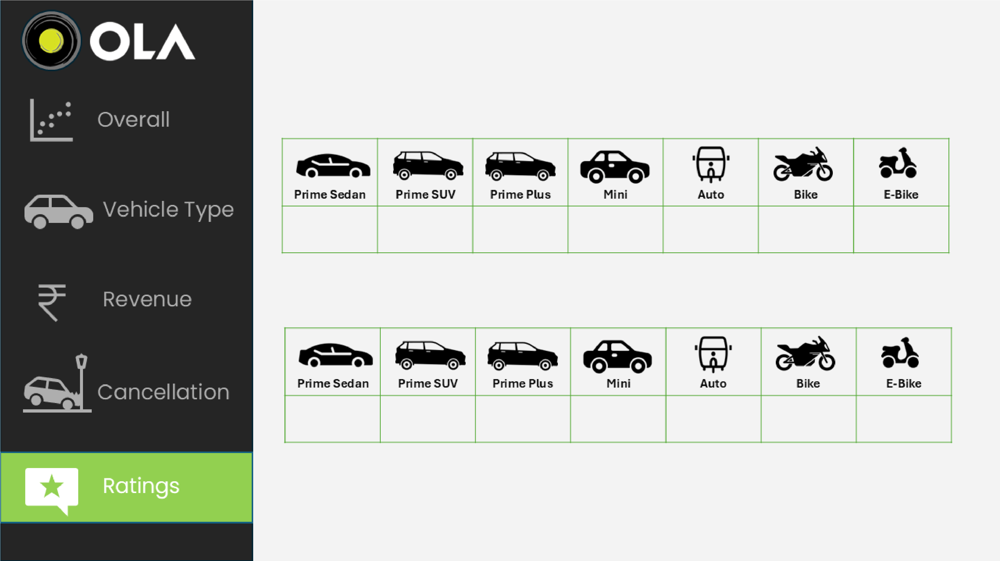 OLA
Overall
Vehicle Type
Revenue
Cancellation
Ratings
Prime Sedan Prime SUV Prime Plus Mini Auto Bike E-Bike
Prime Sedan Prime SUV Prime Plus Mini Auto Bike E-Bike